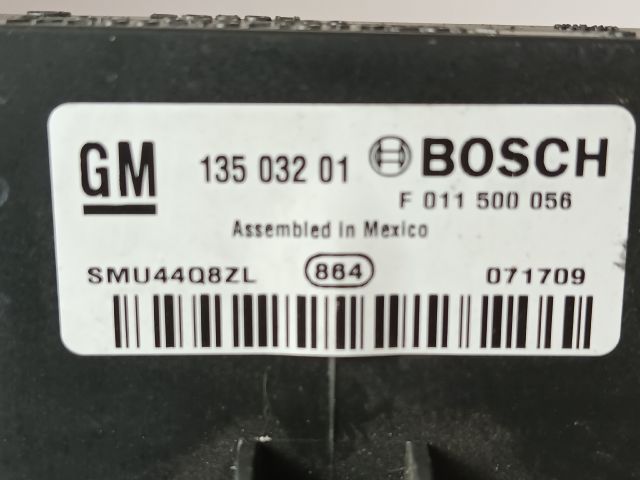 GM 135 032 01 BOSCH
F 011 500 056
Assembled in Mexico
SMU44Q8ZL 864 071709